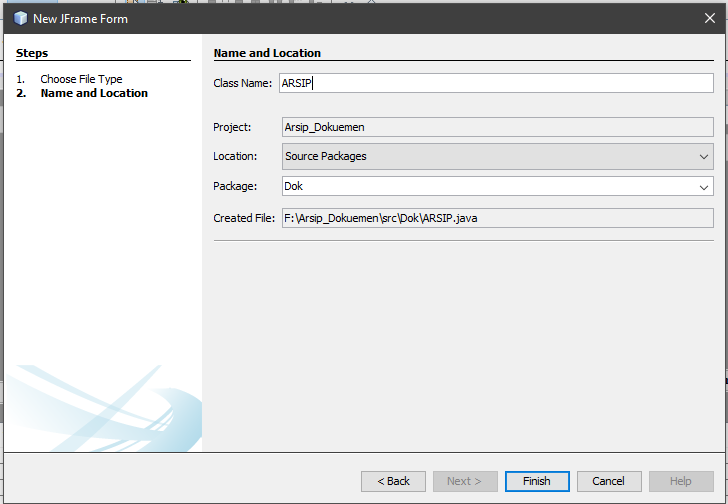 New JFrame Form
Steps
1. Choose File Type
2. Name and Location
Name and Location
Class Name: ARSIP
Project: Arsip_Dokuemen
Location: Source Packages
Package: Dok
Created File: F:\Arsip_Dokuemen\src\Dok\ARSIP.java
< Back Next > Finish Cancel Help